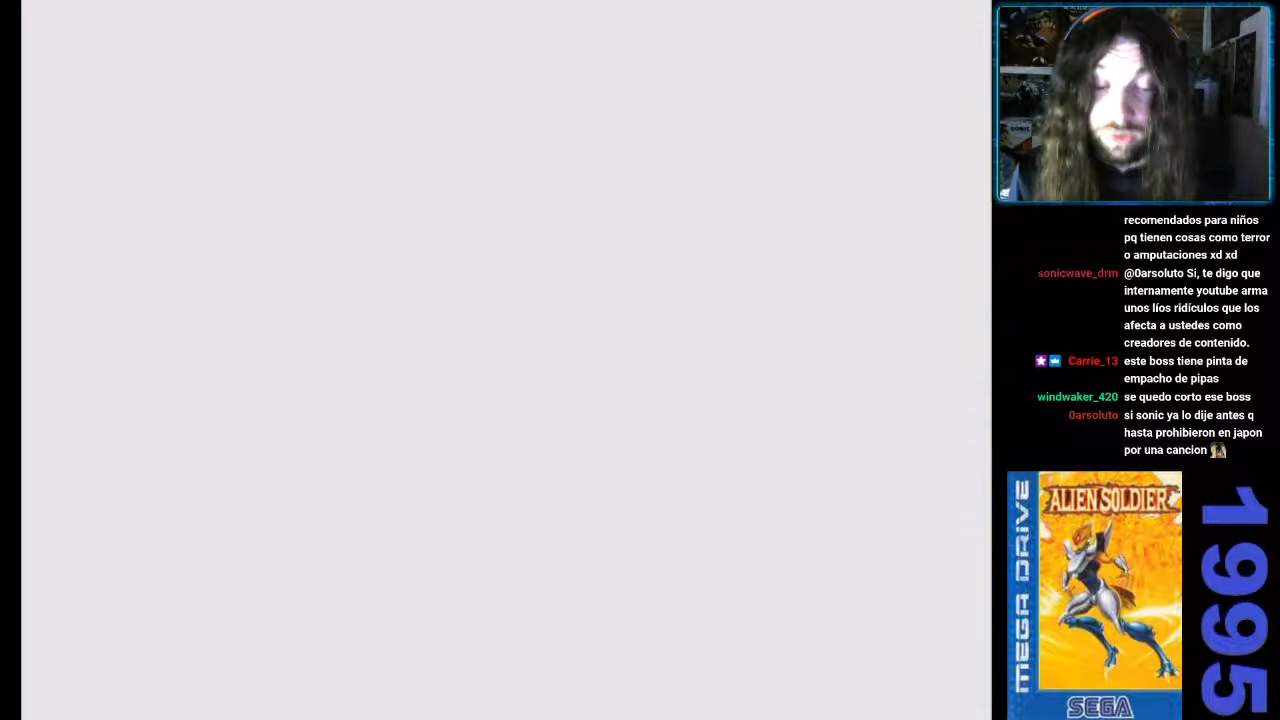 SONIC
recomendados para niños
pq tienen cosas como terror
o amputaciones xd xd
sonicwave_drm @0arsoluto Si, te digo que
internamente youtube arma
unos líos ridículos que los
afecta a ustedes como
creadores de contenido.
Carrie_13 este boss tiene pinta de
empacho de pipas
windwaker_420 se quedo corto ese boss
0arsoluto si sonic ya lo dije antes q
hasta prohibieron en japon
por una cancion
ALIEN SOLDIER
MEGA DRIVE
SEGA
1995